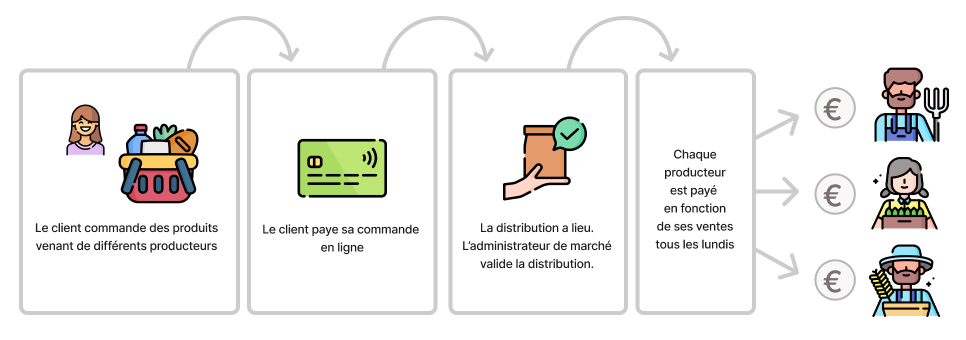 Le client commande des produits
venant de différents producteurs
Le client paye sa commande
en ligne
La distribution a lieu.
L'administrateur de marché
valide la distribution.
Chaque
producteur
est payé
en fonction
de ses ventes
tous les lundis
€
€
€